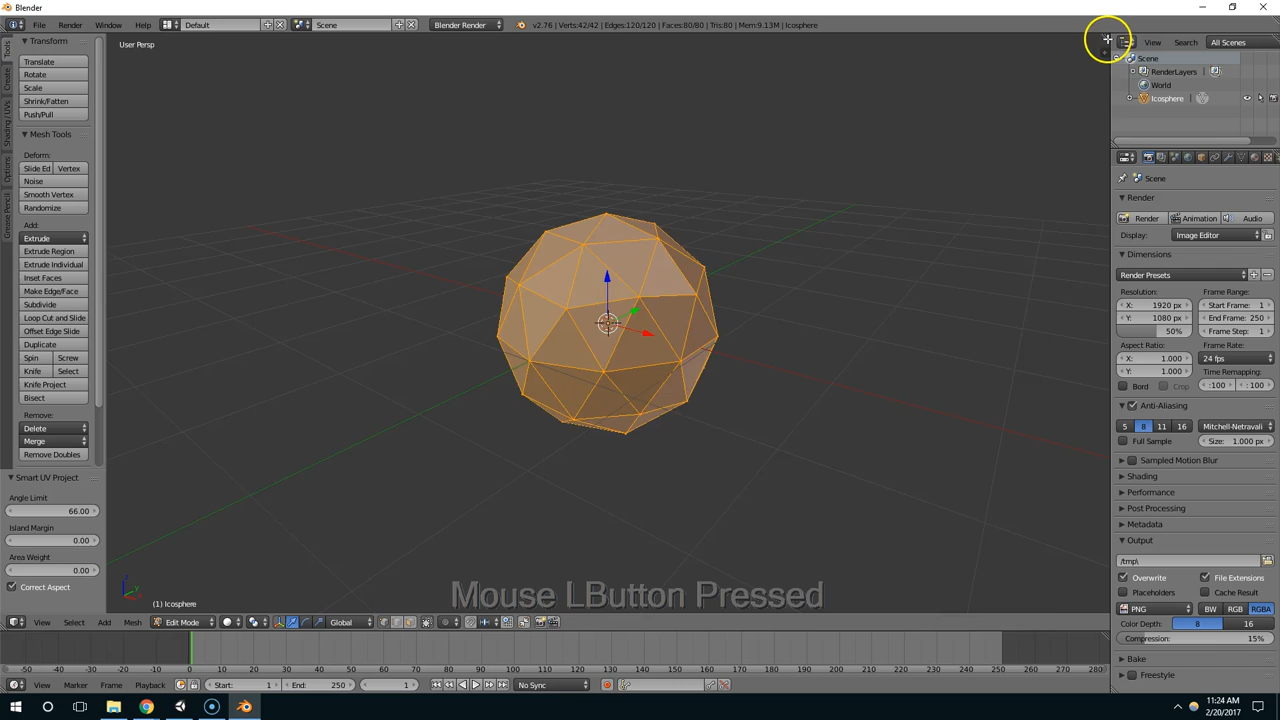 Blender
File Render Window Help Default Scene Blender Render v2.76 | Verts:42/42 | Edges:120/120 | Faces:80/80 | Tris:80 | Mem:9.13M | Icosphere
Tools
Create
Shading / UVs
Options
Grease Pencil
Transform
Translate
Rotate
Scale
Shrink/Fatten
Push/Pull
Mesh Tools
Deform:
Slide Ed Vertex
Noise
Smooth Vertex
Randomize
Add:
Extrude
Extrude Region
Extrude Individual
Inset Faces
Make Edge/Face
Subdivide
Loop Cut and Slide
Offset Edge Slide
Duplicate
Spin Screw
Knife Select
Knife Project
Bisect
Remove:
Delete
Merge
Remove Doubles
Smart UV Project
Angle Limit
66.00
Island Margin
0.00
Area Weight
0.00
Correct Aspect
User Persp
Mouse LButton Pressed
(1) Icosphere
View Select Add Mesh Edit Mode Global
View Search All Scenes
Scene
RenderLayers
World
Icosphere
Scene
Render
Render Animation Audio
Display: Image Editor
Dimensions
Render Presets
Resolution: Frame Range:
X: 1920 px Start Frame: 1
Y: 1080 px End Frame: 250
50% Frame Step: 1
Aspect Ratio: Frame Rate:
X: 1.000 24 fps
Y: 1.000 Time Remapping:
Bord Crop :100 : 100
Anti-Aliasing
5 8 11 16 Mitchell-Netravali
Full Sample Size: 1.000 px
Sampled Motion Blur
Shading
Performance
Post Processing
Metadata
Output
/tmp\
Overwrite File Extensions
Placeholders Cache Result
PNG BW RGB RGBA
Color Depth: 8 16
Compression: 15%
Bake
Freestyle
-50 -40 -30 -20 -10 0 10 20 30 40 50 60 70 80 90 100 110 120 130 140 150 160 170 180 190 200 210 220 230 240 250 260 270 280
View Marker Frame Playback Start: 1 End: 250 1 No Sync
11:24 AM
2/20/2017